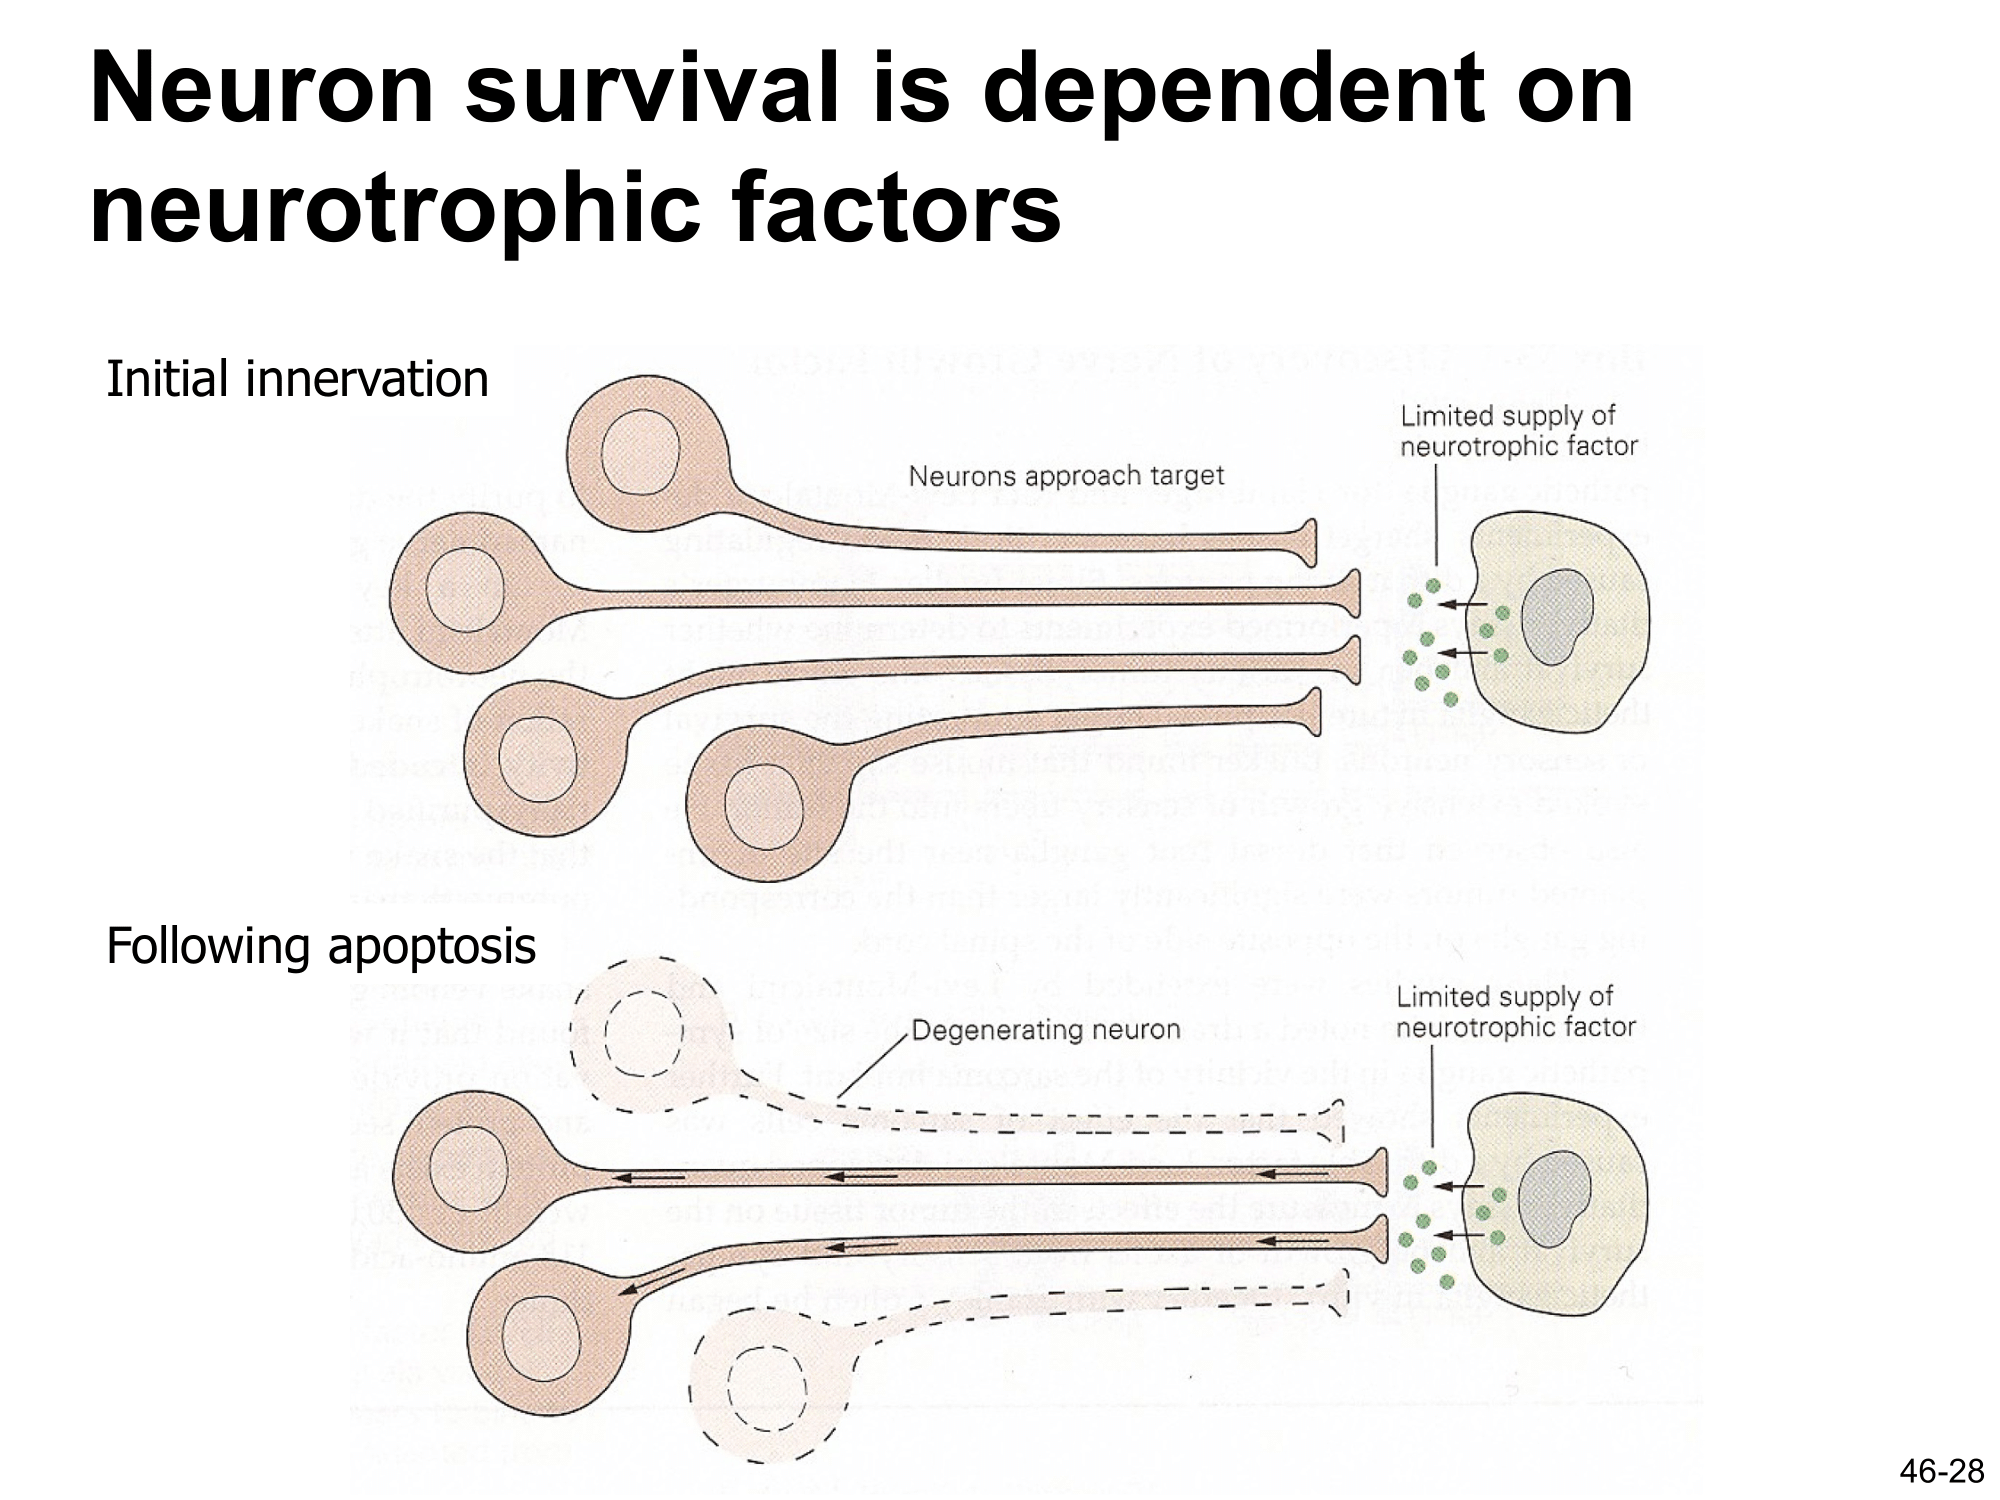 Neuron survival is dependent on
neurotrophic factors
Initial innervation
Limited supply of
neurotrophic factor
Neurons approach target
Following apoptosis
Limited supply of
neurotrophic factor
Degenerating neuron
46-28